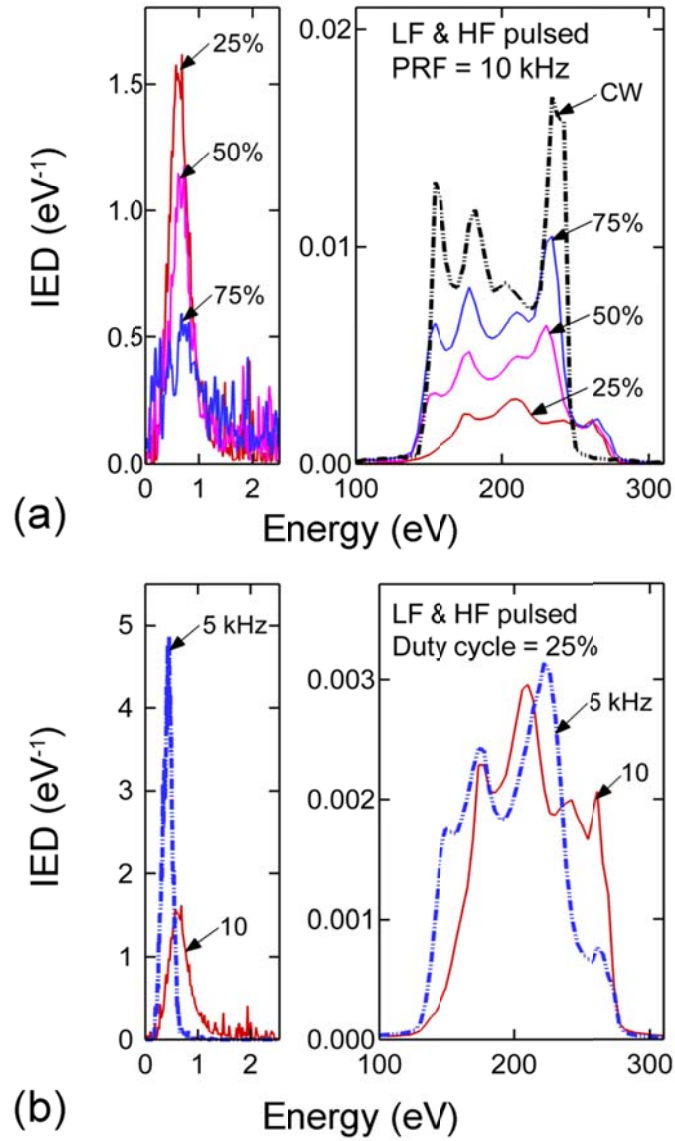 25%
50%
75%
IED (eV-1)
1.5
1.0
0.5
0.0
0 1 2
LF & HF pulsed
PRF = 10 kHz
CW
75%
50%
25%
0.02
0.01
0.00
100 200 300
(a)
Energy (eV)
5 kHz
10
IED (eV-1)
5
4
3
2
1
0
0 1 2
LF & HF pulsed
Duty cycle = 25%
5 kHz
10
0.003
0.002
0.001
0.000
100 200 300
(b)
Energy (eV)